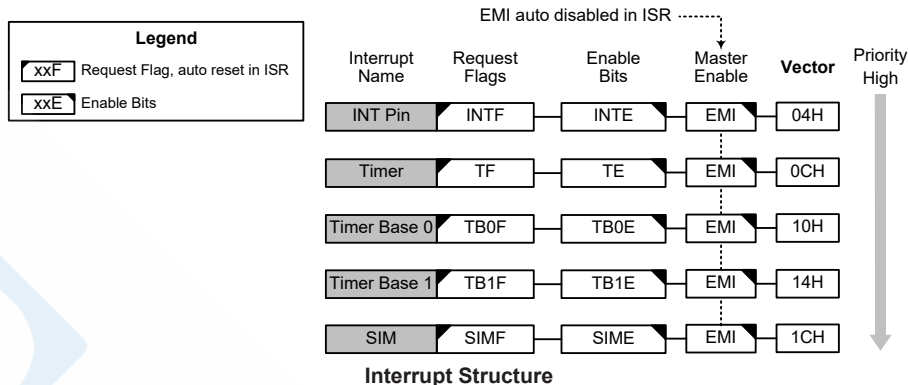 EMI auto disabled in ISR
Legend
xxF Request Flag, auto reset in ISR
xxE Enable Bits
Interrupt Name
Request Flags
Enable Bits
Master Enable
Vector
Priority High
INT Pin INTF INTE EMI 04H
Timer TF TE EMI 0CH
Timer Base 0 TB0F TB0E EMI 10H
Timer Base 1 TB1F TB1E EMI 14H
SIM SIMF SIME EMI 1CH
Interrupt Structure